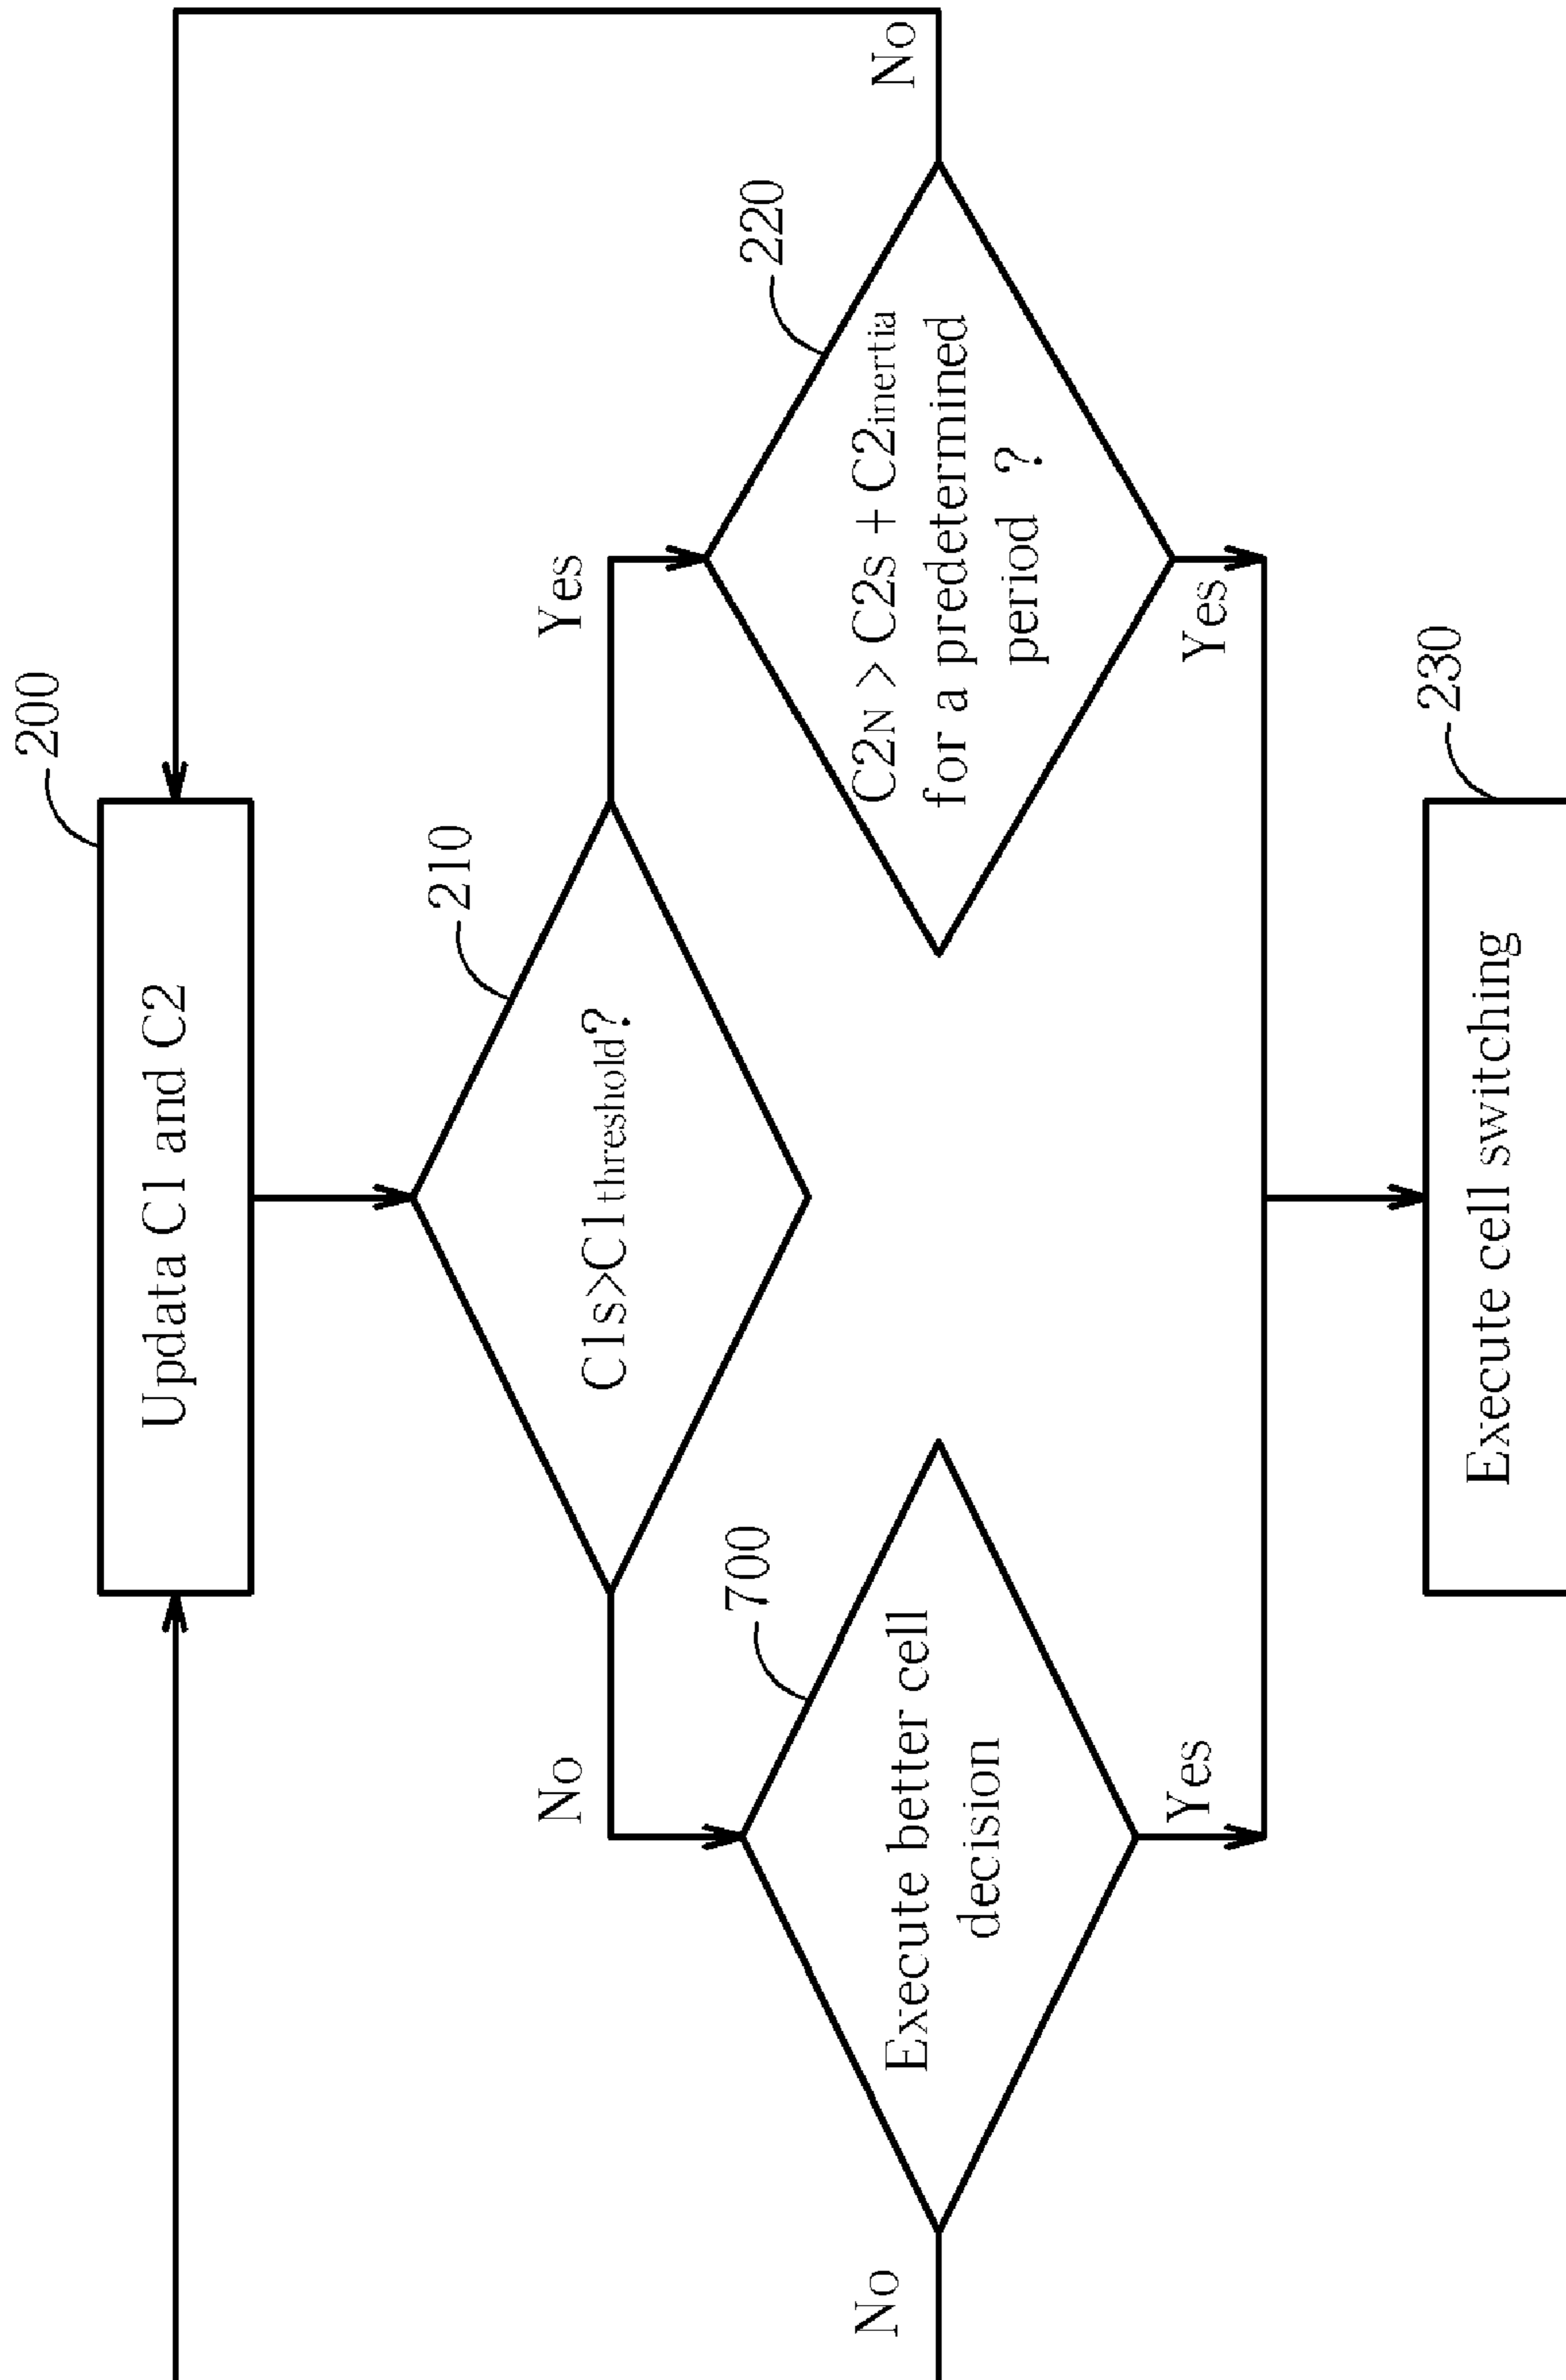 200
Updata C1 and C2
210
C1s>C1threshold?
No
Yes
700
Execute better cell
decision
220
C2N > C2s + C2inertia
for a predetermined
period ?
No
No
Yes
Yes
230
Execute cell switching